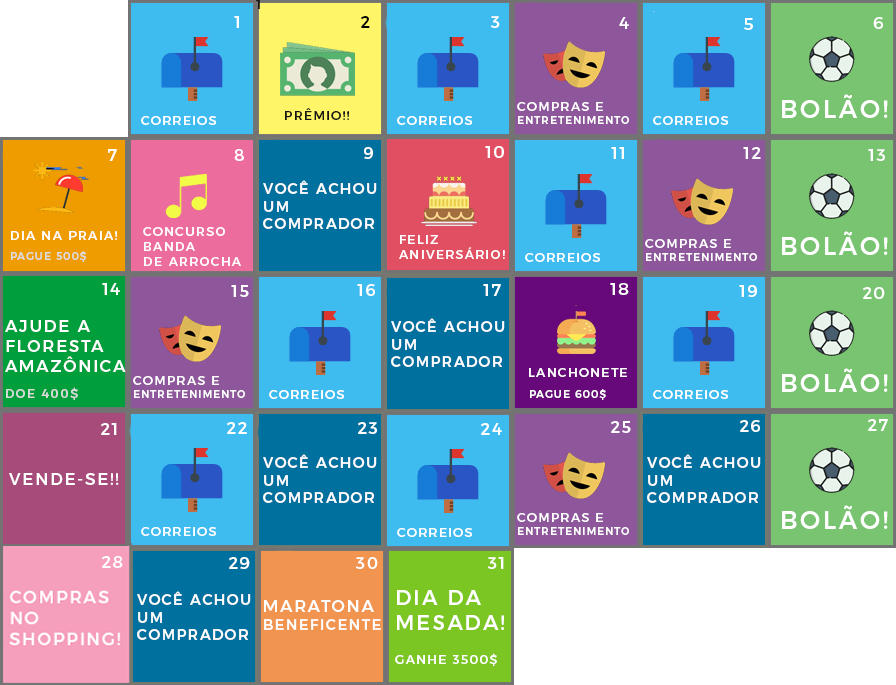 1
CORREIOS
1
2
PRÊMIO!!
3
CORREIOS
4
COMPRAS E
ENTRETENIMENTO
5
CORREIOS
6
BOLÃO!
7
DIA NA PRAIA!
PAGUE 500$
8
CONCURSO
BANDA
DE ARROCHA
9
VOCÊ ACHOU
UM
COMPRADOR
10
FELIZ
ANIVERSÁRIO!
11
CORREIOS
12
COMPRAS E
ENTRETENIMENTO
13
BOLÃO!
14
AJUDE A
FLORESTA
AMAZÔNICA
DOE 400$
15
COMPRAS E
ENTRETENIMENTO
16
CORREIOS
17
VOCÊ ACHOU
UM
COMPRADOR
18
LANCHONETE
PAGUE 600$
19
CORREIOS
20
BOLÃO!
21
VENDE-SE!!
22
CORREIOS
23
VOCÊ ACHOU
UM
COMPRADOR
24
CORREIOS
25
COMPRAS E
ENTRETENIMENTO
26
VOCÊ ACHOU
UM
COMPRADOR
27
BOLÃO!
28
COMPRAS
NO
SHOPPING!
29
VOCÊ ACHOU
UM
COMPRADOR
30
MARATONA
BENEFICENTE
31
DIA DA
MESADA!
GANHE 3500$